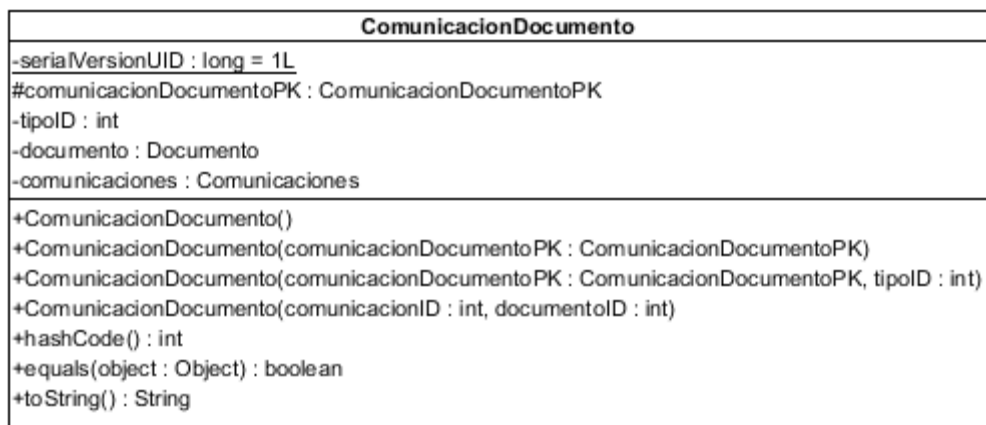 ComunicacionDocumento
-serialVersionUID : long = 1L
#comunicacionDocumentoPK : ComunicacionDocumentoPK
-tipoID : int
-documento : Documento
-comunicaciones : Comunicaciones
+ComunicacionDocumento()
+ComunicacionDocumento(comunicacionDocumentoPK : ComunicacionDocumentoPK)
+ComunicacionDocumento(comunicacionDocumentoPK : ComunicacionDocumentoPK, tipoID : int)
+ComunicacionDocumento(comunicacionID : int, documentoID : int)
+hashCode() : int
+equals(object : Object) : boolean
+toString() : String